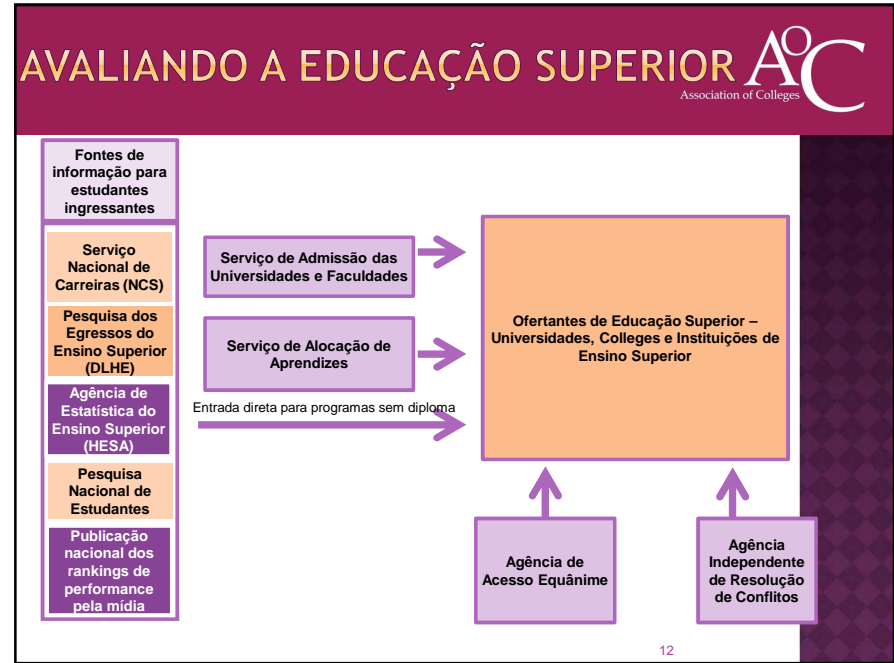 AVALIANDO A EDUCAÇÃO SUPERIOR
AoC
Association of Colleges
Fontes de
informação para
estudantes
ingressantes
Serviço
Nacional de
Carreiras (NCS)
Pesquisa dos
Egressos do
Ensino Superior
(DLHE)
Agência de
Estatística do
Ensino Superior
(HESA)
Pesquisa
Nacional de
Estudantes
Publicação
nacional dos
rankings de
performance
pela mídia
Serviço de Admissão das
Universidades e Faculdades
Serviço de Alocação de
Aprendizes
Entrada direta para programas sem diploma
Ofertantes de Educação Superior –
Universidades, Colleges e Instituições de
Ensino Superior
Agência de
Acesso Equânime
Agência
Independente
de Resolução
de Conflitos
12